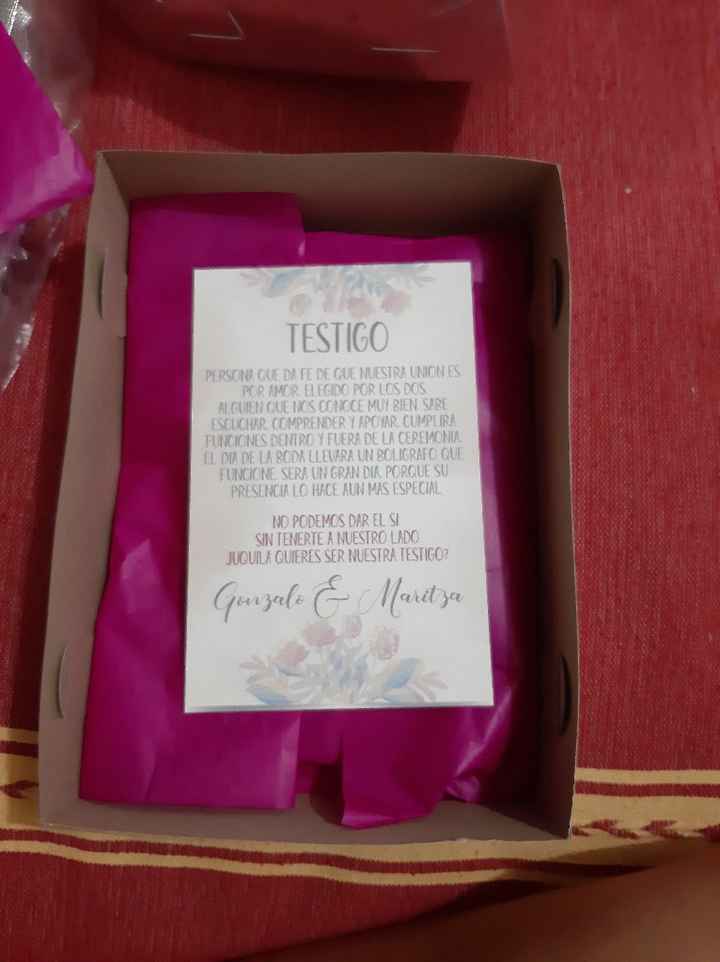 TESTIGO
PERSONA QUE DA FE DE QUE NUESTRA UNION ES
POR AMOR. ELEGIDO POR LOS DOS.
ALGUIEN QUE NOS CONOCE MUY BIEN. SABE
ESCUCHAR, COMPRENDER Y APOYAR. CUMPLIRA
FUNCIONES DENTRO Y FUERA DE LA CEREMONIA.
EL DIA DE LA BODA LLEVARA UN BOLIGRAFO QUE
FUNCIONE. SERA UN GRAN DIA, PORQUE SU
PRESENCIA LO HACE AUN MAS ESPECIAL.
NO PODEMOS DAR EL SI
SIN TENERTE A NUESTRO LADO.
JUQUILA QUIERES SER NUESTRA TESTIGO?
Gonzalo & Maritza